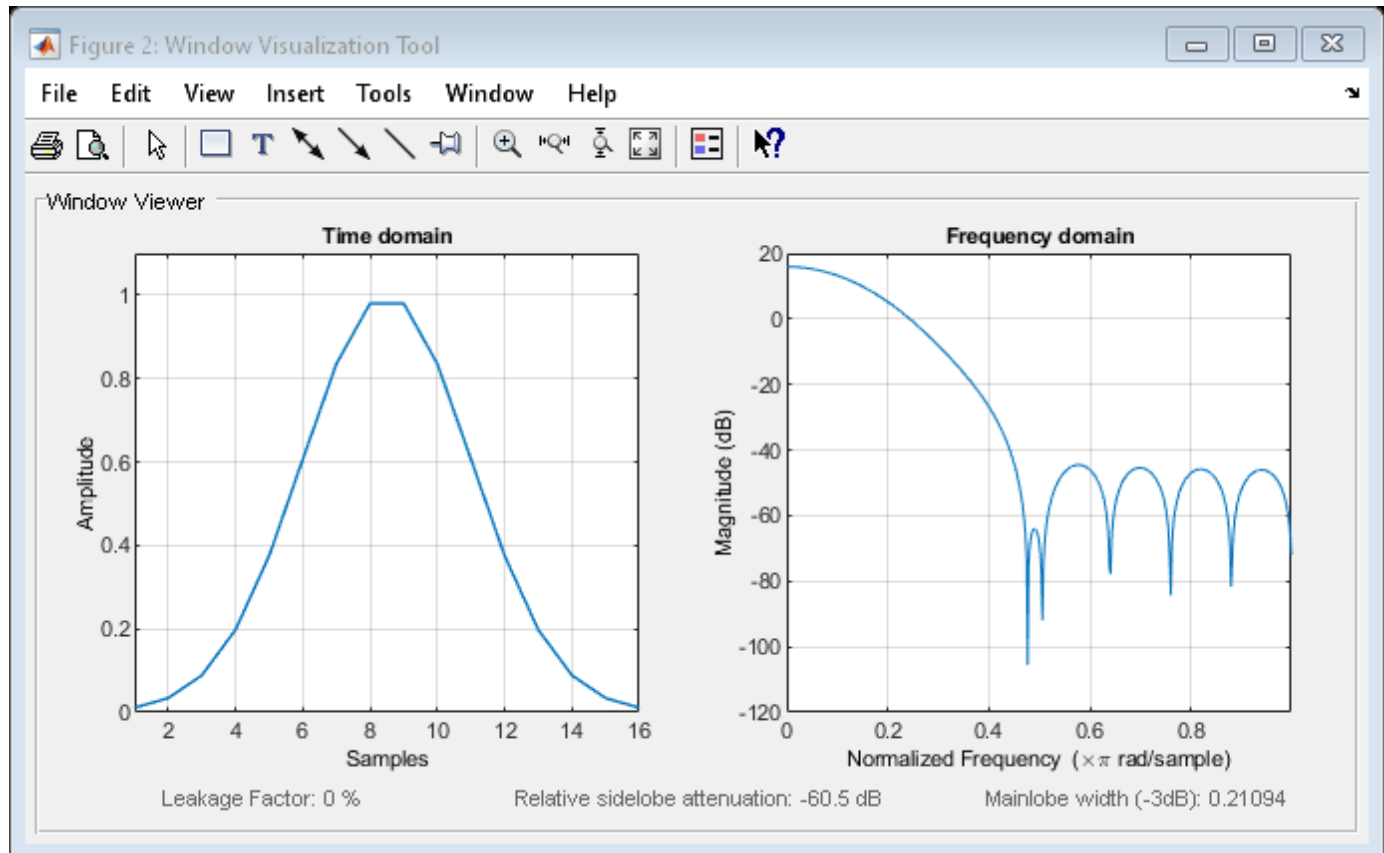 Figure 2: Window Visualization Tool
File Edit View Insert Tools Window Help
T
?
Window Viewer
Time domain
1
0.8
0.6
0.4
0.2
0
Amplitude
2 4 6 8 10 12 14 16
Samples
Frequency domain
20
0
-20
-40
-60
-80
-100
-120
Magnitude (dB)
0 0.2 0.4 0.6 0.8
Normalized Frequency (×π rad/sample)
Leakage Factor: 0 % Relative sidelobe attenuation: -60.5 dB Mainlobe width (-3dB): 0.21094